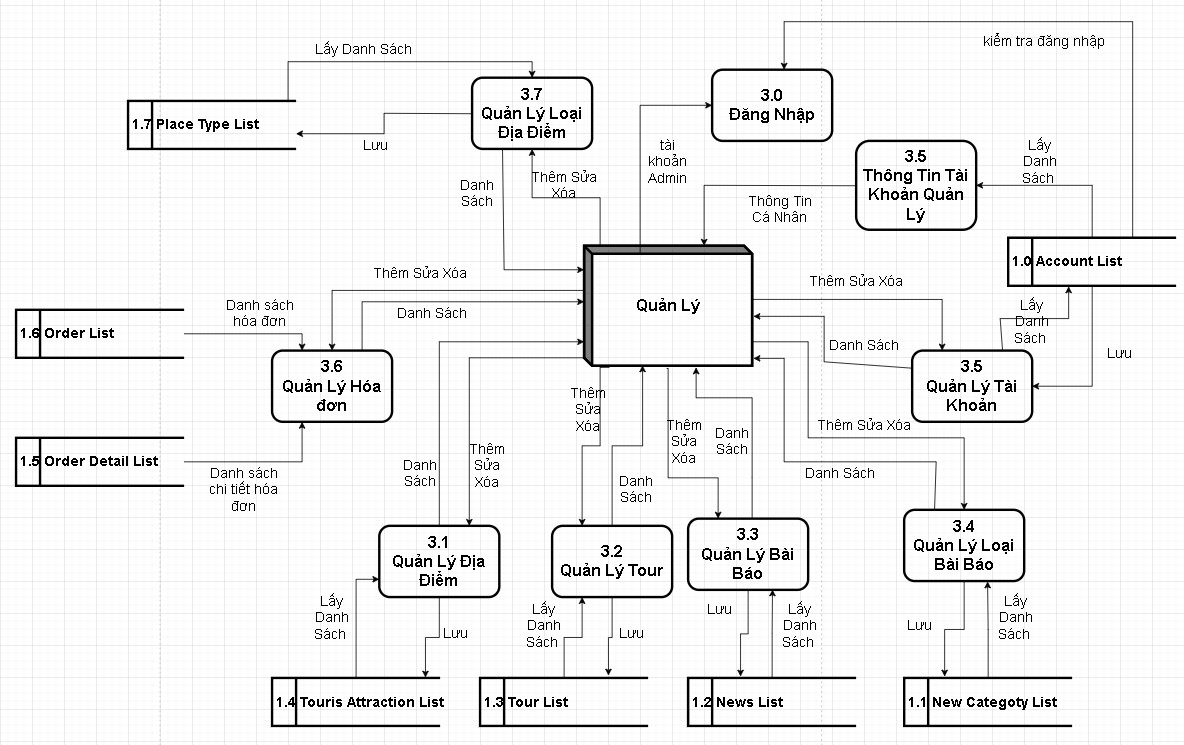 kiểm tra đăng nhập
Lấy Danh Sách
3.7
Quản Lý Loại
Địa Điểm
3.0
Đăng Nhập
1.7 Place Type List
Lưu
tài
khoản
Admin
3.5
Thông Tin Tài
Khoản Quản
Lý
Lấy
Danh
Sách
Danh
Sách
Thêm Sửa
Xóa
Thông Tin
Cá Nhân
1.0 Account List
Thêm Sửa Xóa
Danh Sách
Quản Lý
Thêm Sửa Xóa
Danh Sách
Lấy
Danh
Sách
Lưu
Danh sách
hóa đơn
1.6 Order List
3.6
Quản Lý Hóa
đơn
3.5
Quản Lý Tài
Khoản
1.5 Order Detail List
Danh sách
chi tiết hóa
đơn
Danh
Sách
Thêm
Sửa
Xóa
Thêm
Sửa
Xóa
Danh
Sách
Thêm
Sửa
Xóa
Danh
Sách
Thêm Sửa Xóa
Danh Sách
3.1
Quản Lý Địa
Điểm
3.2
Quản Lý Tour
3.3
Quản Lý Bài
Báo
3.4
Quản Lý Loại
Bài Báo
Lấy
Danh
Sách
Lưu
Lấy
Danh
Sách
Lưu
Lưu
Lấy
Danh
Sách
Lưu
Lấy
Danh
Sách
1.4 Touris Attraction List
1.3 Tour List
1.2 News List
1.1 New Categoty List